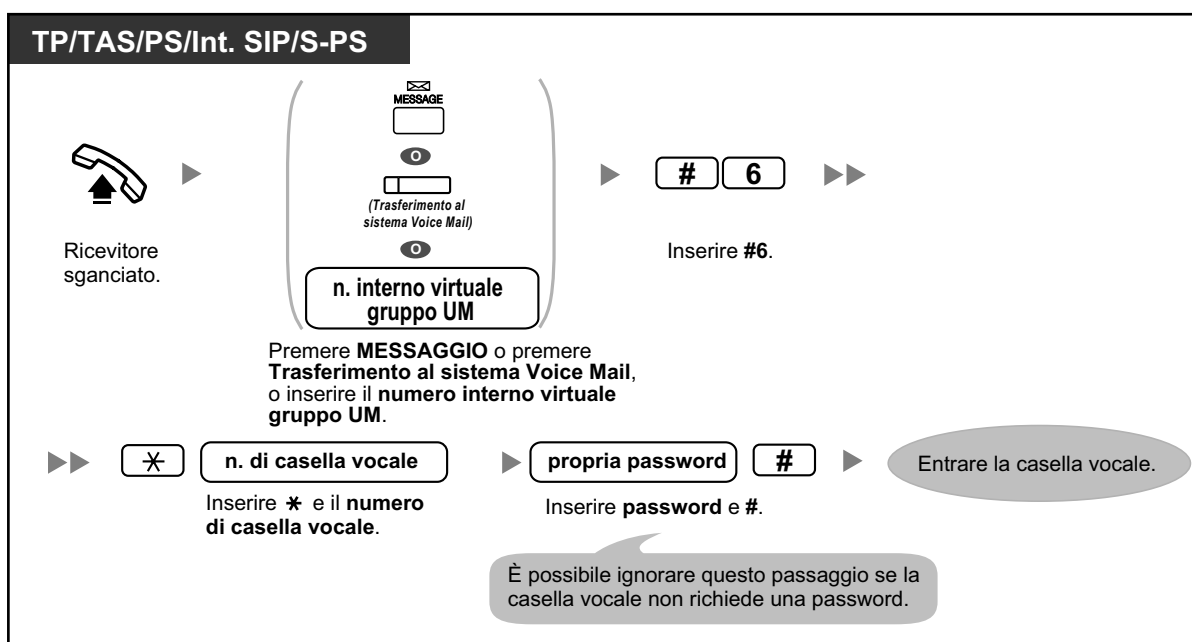 TP/TAS/PS/Int. SIP/S-PS
MESSAGE
O
(Trasferimento al
sistema Voice Mail)
O
n. interno virtuale
gruppo UM
# 6
Ricevitore
sganciato.
Premere MESSAGGIO o premere
Trasferimento al sistema Voice Mail,
o inserire il numero interno virtuale
gruppo UM.
Inserire #6.
* n. di casella vocale
Inserire * e il numero
di casella vocale.
propria password #
Inserire password e #.
Entrare la casella vocale.
È possibile ignorare questo passaggio se la
casella vocale non richiede una password.